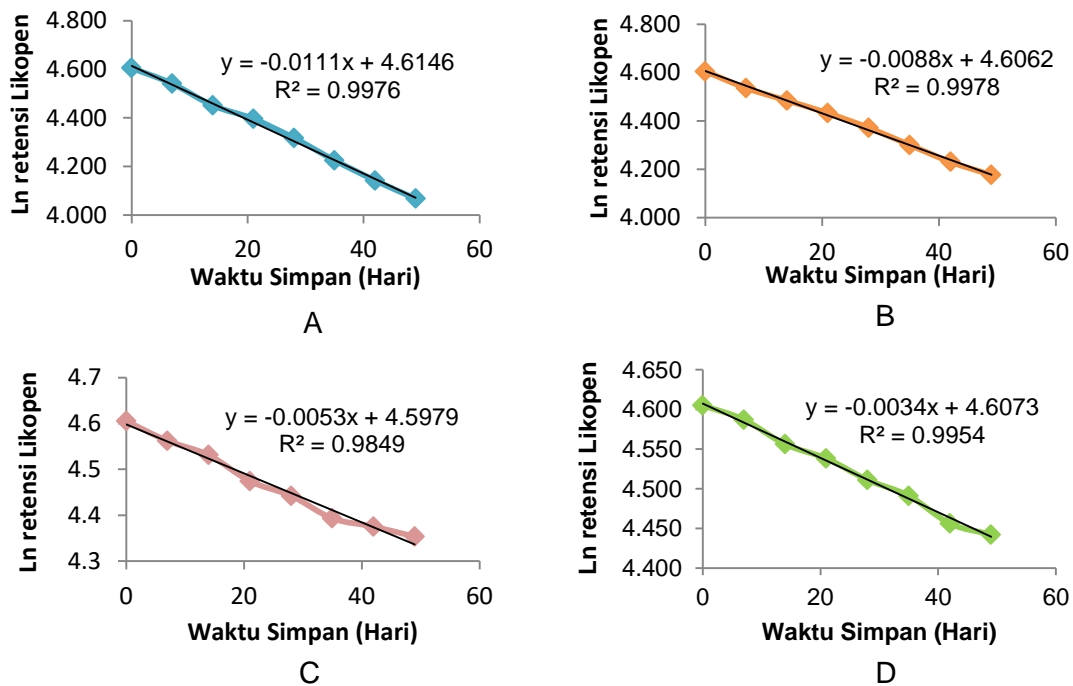 4.800
4.600
4.400
4.200
4.000
Ln retensi Likopen
y = -0.0111x + 4.6146
R² = 0.9976
0 20 40 60
Waktu Simpan (Hari)
A
4.800
4.600
4.400
4.200
4.000
Ln retensi Likopen
y = -0.0088x + 4.6062
R² = 0.9978
0 20 40 60
Waktu Simpan (Hari)
B
4.7
4.6
4.5
4.4
4.3
Ln retensi Likopen
y = -0.0053x + 4.5979
R² = 0.9849
0 20 40 60
Waktu Simpan (Hari)
C
4.650
4.600
4.550
4.500
4.450
4.400
Ln retensi Likopen
y = -0.0034x + 4.6073
R² = 0.9954
0 20 40 60
Waktu Simpan (Hari)
D